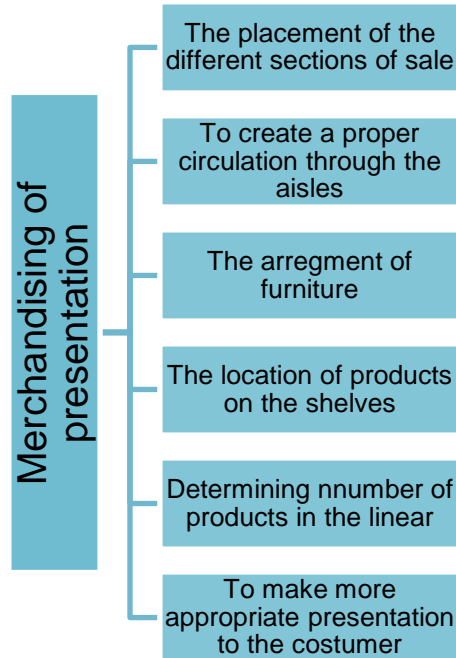 Merchandising of
presentation
The placement of the
different sections of sale
To create a proper
circulation through the
aisles
The arregment of
furniture
The location of products
on the shelves
Determining nnumber of
products in the linear
To make more
appropriate presentation
to the costumer